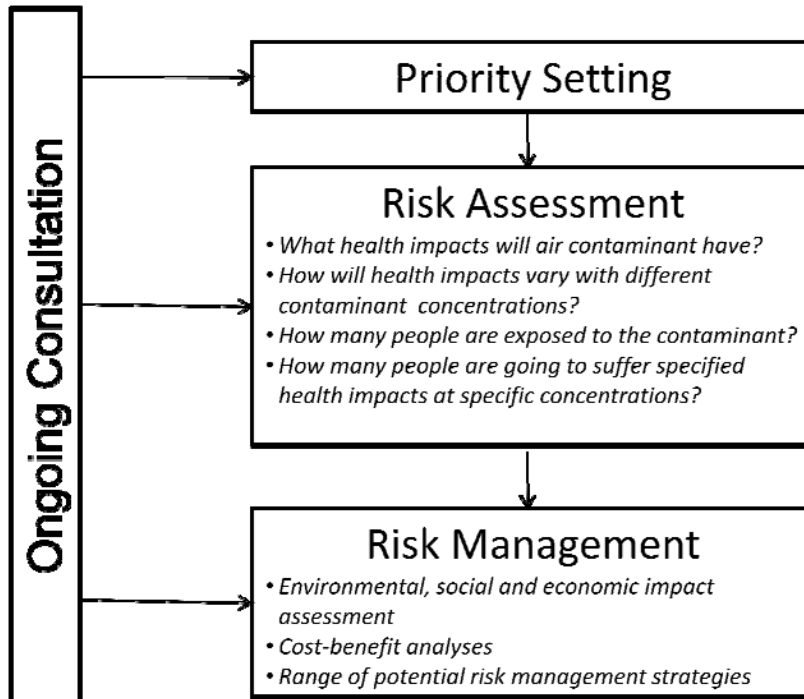 Ongoing Consultation
Priority Setting
Risk Assessment
• What health impacts will air contaminant have?
• How will health impacts vary with different
contaminant concentrations?
• How many people are exposed to the contaminant?
• How many people are going to suffer specified
health impacts at specific concentrations?
Risk Management
• Environmental, social and economic impact
assessment
• Cost-benefit analyses
• Range of potential risk management strategies